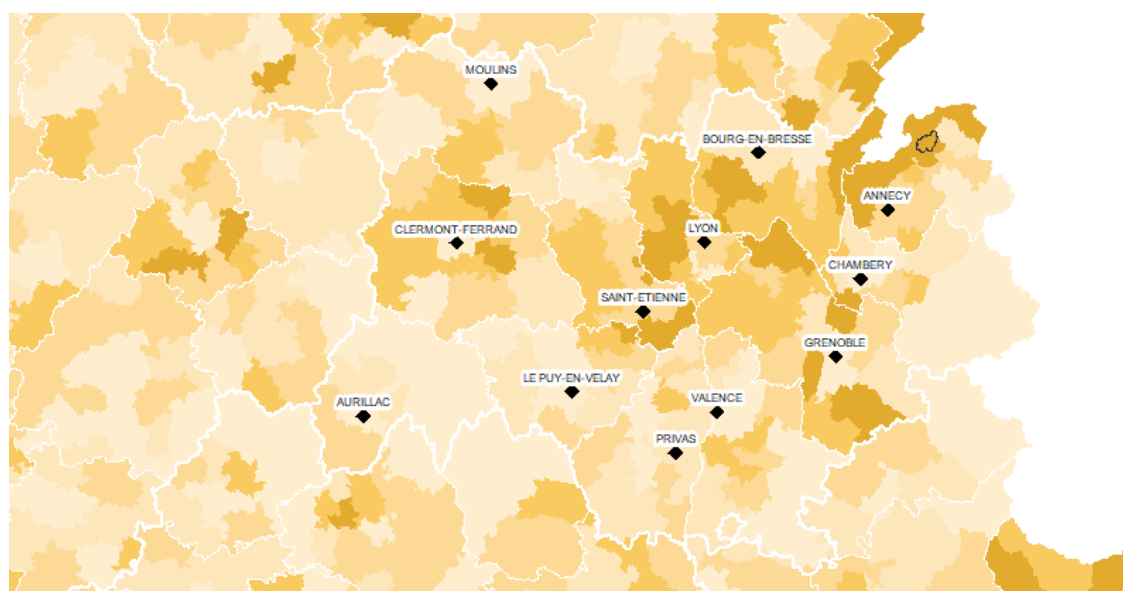 MOULINS
BOURG-EN-BRESSE
ANNECY
CLERMONT-FERRAND
LYON
CHAMBERY
SAINT-ETIENNE
GRENOBLE
LE PUY-EN-VELAY
AURILLAC
VALENCE
PRIVAS